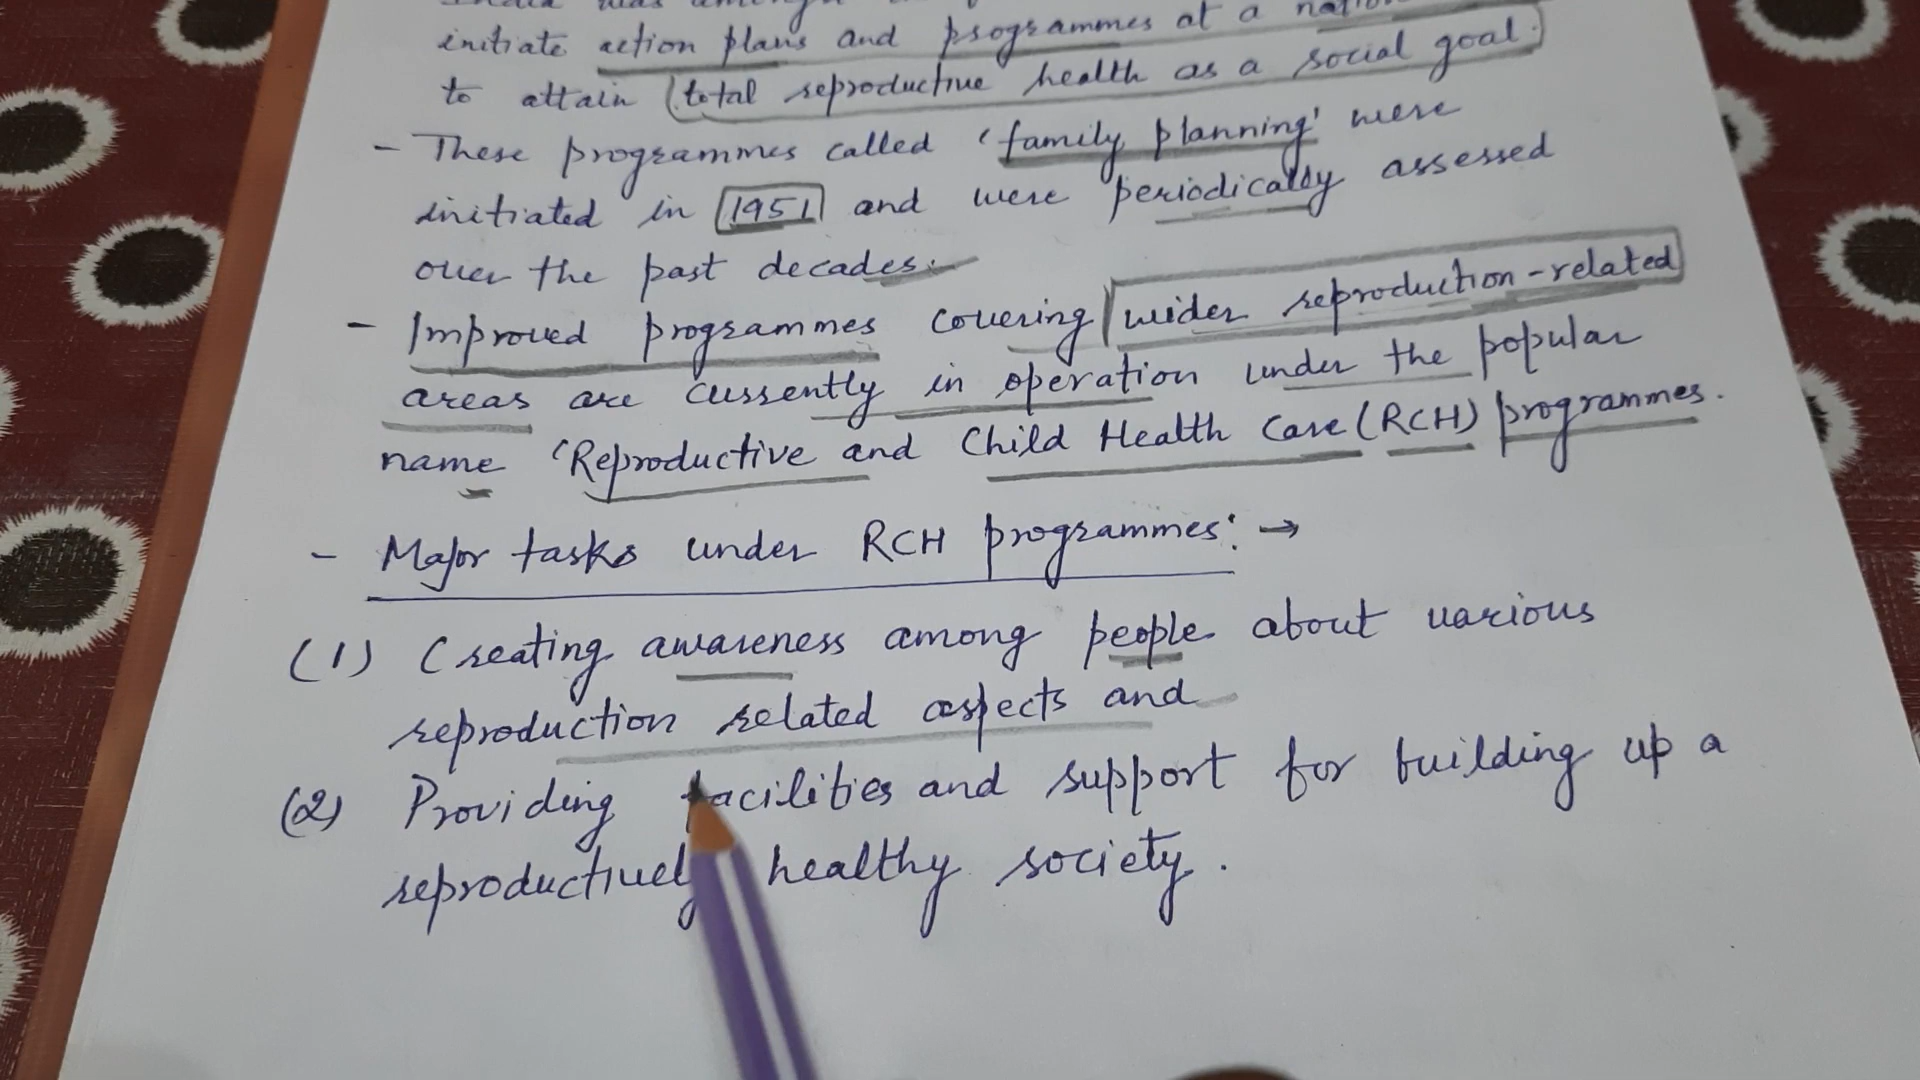 India was amongst
initiate action plans and programmes at a
to attain total reproductive health as a social goal.
- These programmes called 'family planning' were
initiated in 1951 and were periodically assessed
over the past decades.
- Improved programmes covering wider reproduction-related
areas are currently in operation under the popular
name 'Reproductive and Child Health Care (RCH) programmes.
- Major tasks under RCH programmes: →
(1) Creating awareness among people about various
reproduction related aspects and
(2) Providing facilities and support for building up a
reproductively healthy society.